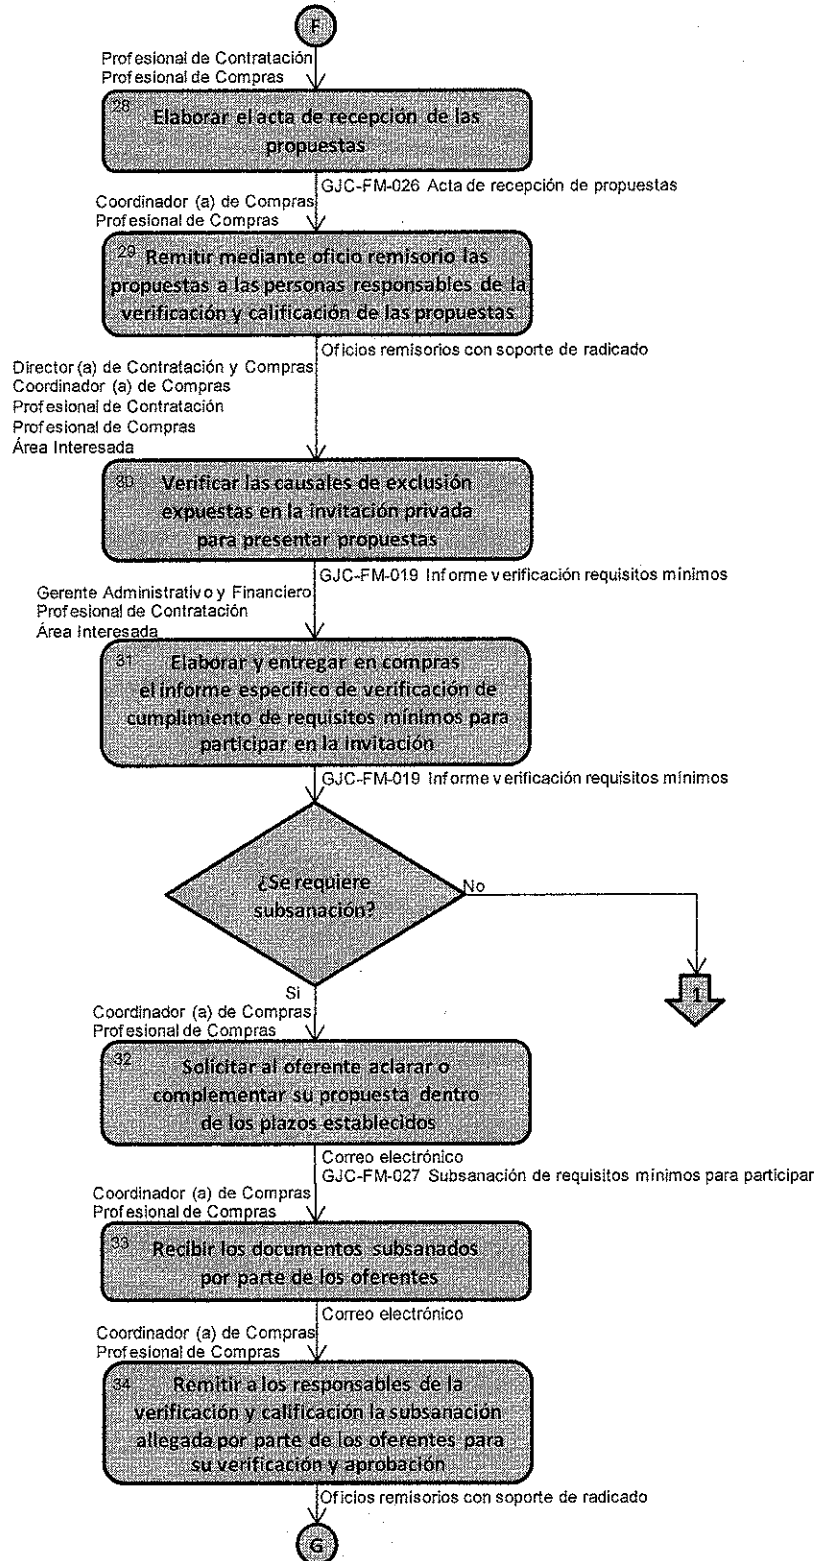 F
Profesional de Contratación
Profesional de Compras
28
Elaborar el acta de recepción de las
propuestas
GJC-FM-026 Acta de recepción de propuestas
Coordinador (a) de Compras
Profesional de Compras
29 Remitir mediante oficio remisorio las
propuestas a las personas responsables de la
verificación y calificación de las propuestas
Oficios remisorios con soporte de radicado
Director (a) de Contratación y Compras
Coordinador (a) de Compras
Profesional de Contratación
Profesional de Compras
Área Interesada
30 Verificar las causales de exclusión
expuestas en la invitación privada
para presentar propuestas
GJC-FM-019 Informe verificación requisitos mínimos
Gerente Administrativo y Financiero
Profesional de Contratación
Área Interesada
31 Elaborar y entregar en compras
el informe específico de verificación de
cumplimiento de requisitos mínimos para
participar en la invitación
GJC-FM-019 Informe verificación requisitos mínimos
¿Se requiere
subsanación?
No
1
Si
Coordinador (a) de Compras
Profesional de Compras
32
Solicitar al oferente aclarar o
complementar su propuesta dentro
de los plazos establecidos
Correo electrónico
GJC-FM-027 Subsanación de requisitos mínimos para participar
Coordinador (a) de Compras
Profesional de Compras
33 Recibir los documentos subsanados
por parte de los oferentes
Correo electrónico
Coordinador (a) de Compras
Profesional de Compras
34 Remitir a los responsables de la
verificación y calificación la subsanación
allegada por parte de los oferentes para
su verificación y aprobación
Oficios remisorios con soporte de radicado
G